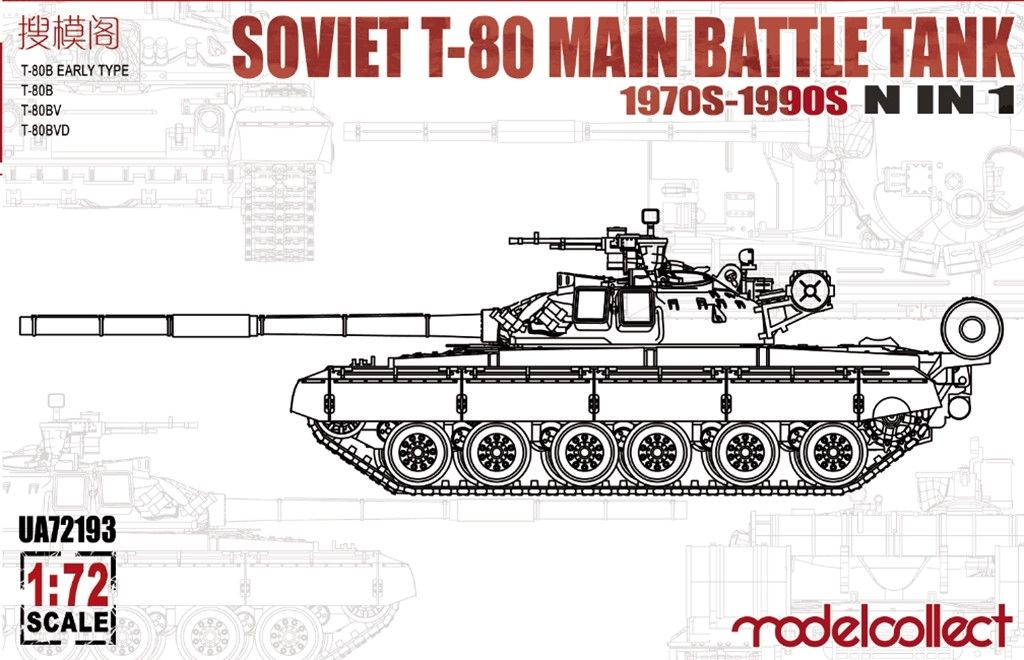 搜模阁
SOVIET T-80 MAIN BATTLE TANK
1970S-1990S N IN 1
T-80B EARLY TYPE
T-80B
T-80BV
T-80BVD
UA72193
1:72
SCALE
modelcollect